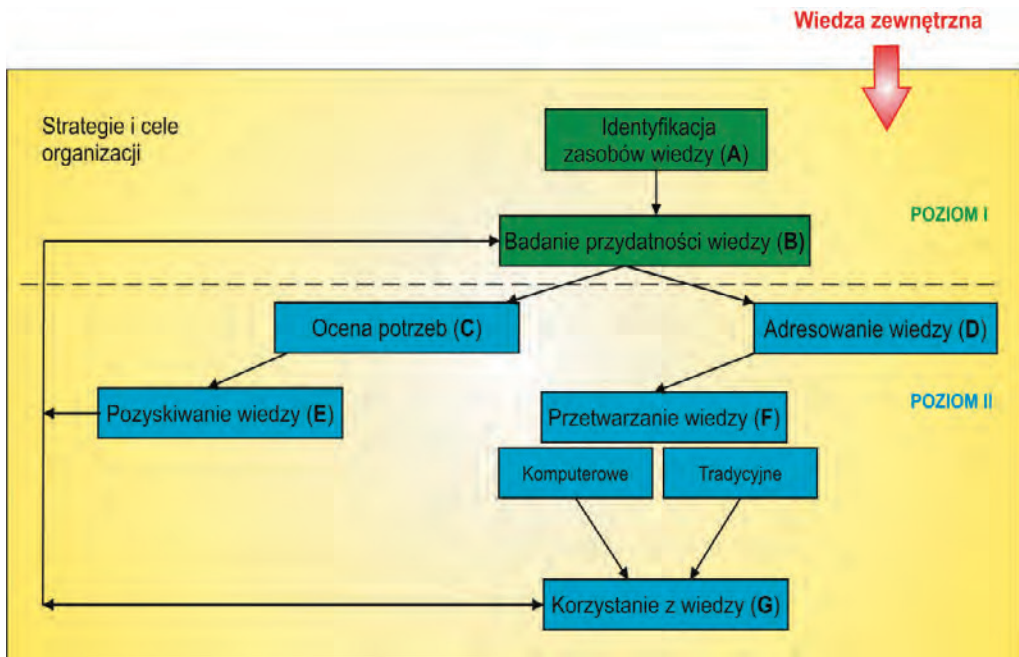 Wiedza zewnętrzna
Strategie i cele
organizacji
Identyfikacja
zasobów wiedzy (A)
POZIOM I
Badanie przydatności wiedzy (B)
Ocena potrzeb (C)
Adresowanie wiedzy (D)
Pozyskiwanie wiedzy (E)
Przetwarzanie wiedzy (F)
POZIOM II
Komputerowe
Tradycyjne
Korzystanie z wiedzy (G)